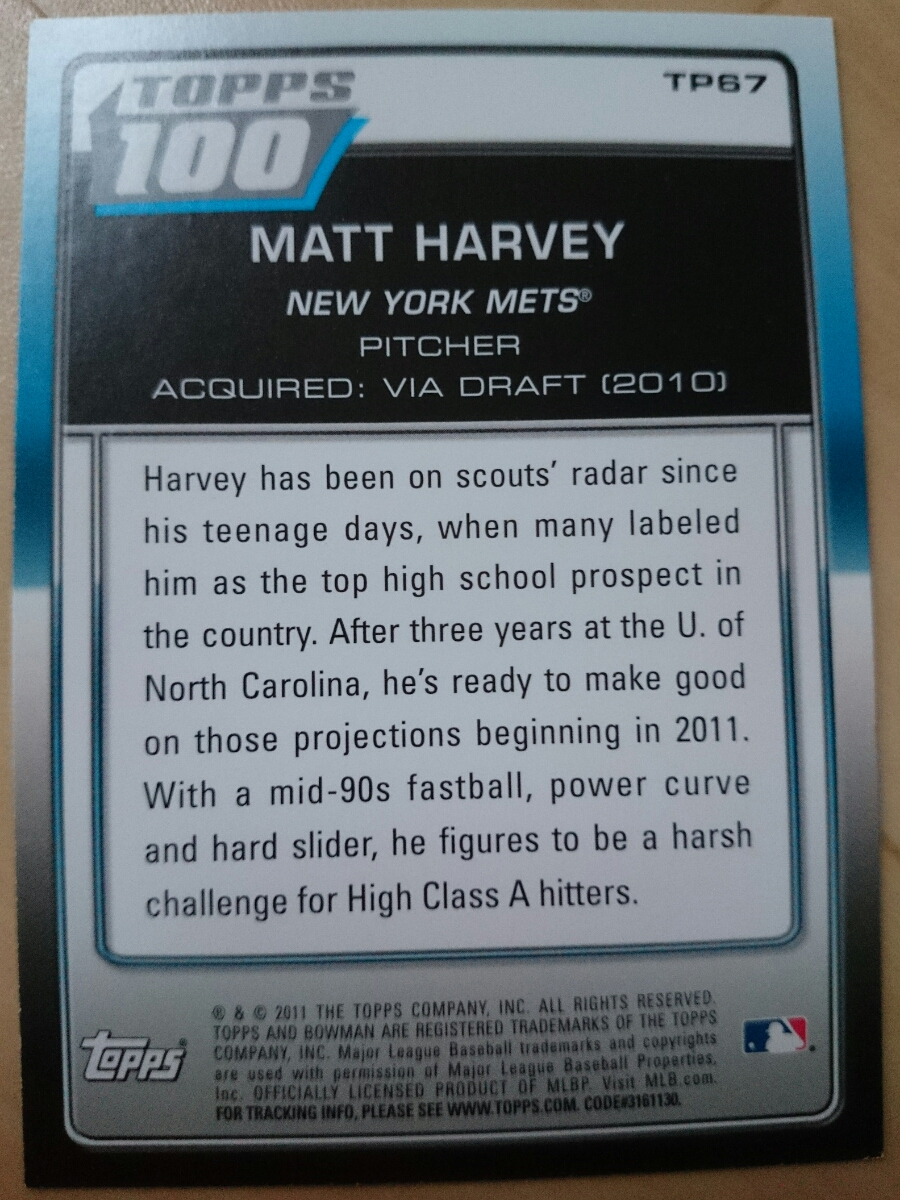 TOPPS
100
TP67
MATT HARVEY
NEW YORK METS®
PITCHER
ACQUIRED: VIA DRAFT (2010)
Harvey has been on scouts' radar since
his teenage days, when many labeled
him as the top high school prospect in
the country. After three years at the U. of
North Carolina, he's ready to make good
on those projections beginning in 2011.
With a mid-90s fastball, power curve
and hard slider, he figures to be a harsh
challenge for High Class A hitters.
® & © 2011 THE TOPPS COMPANY, INC. ALL RIGHTS RESERVED.
TOPPS AND BOWMAN ARE REGISTERED TRADEMARKS OF THE TOPPS
COMPANY, INC. Major League Baseball trademarks and copyrights
are used with permission of Major League Baseball Properties,
Inc. OFFICIALLY LICENSED PRODUCT OF MLBP. Visit MLB.com.
FOR TRACKING INFO, PLEASE SEE WWW.TOPPS.COM. CODE#3161130.
topps®